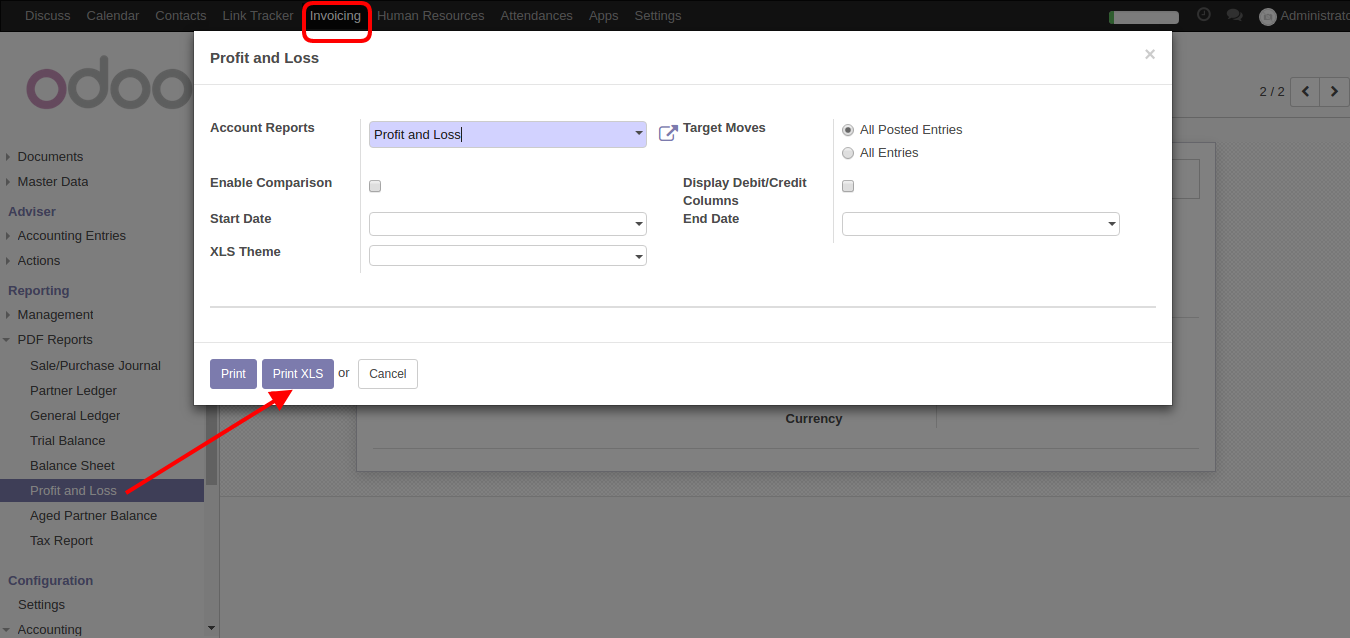 Discuss Calendar Contacts Link Tracker Invoicing Human Resources Attendances Apps Settings Administrato
Profit and Loss ×
odoo
2 / 2
Account Reports Profit and Loss Target Moves All Posted Entries
All Entries
Enable Comparison Display Debit/Credit
Columns
Start Date End Date
XLS Theme
Print Print XLS or Cancel
Currency
Documents
Master Data
Adviser
Accounting Entries
Actions
Reporting
Management
PDF Reports
Sale/Purchase Journal
Partner Ledger
General Ledger
Trial Balance
Balance Sheet
Profit and Loss
Aged Partner Balance
Tax Report
Configuration
Settings
Accounting